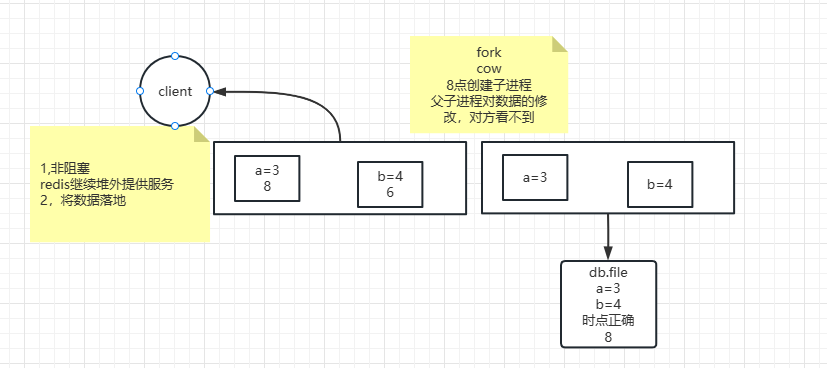 client
fork
cow
8点创建子进程
父子进程对数据的修
改，对方看不到
1,非阻塞
redis继续堆外提供服务
2，将数据落地
a=3
8
b=4
6
a=3
b=4
db.file
a=3
b=4
时点正确
8